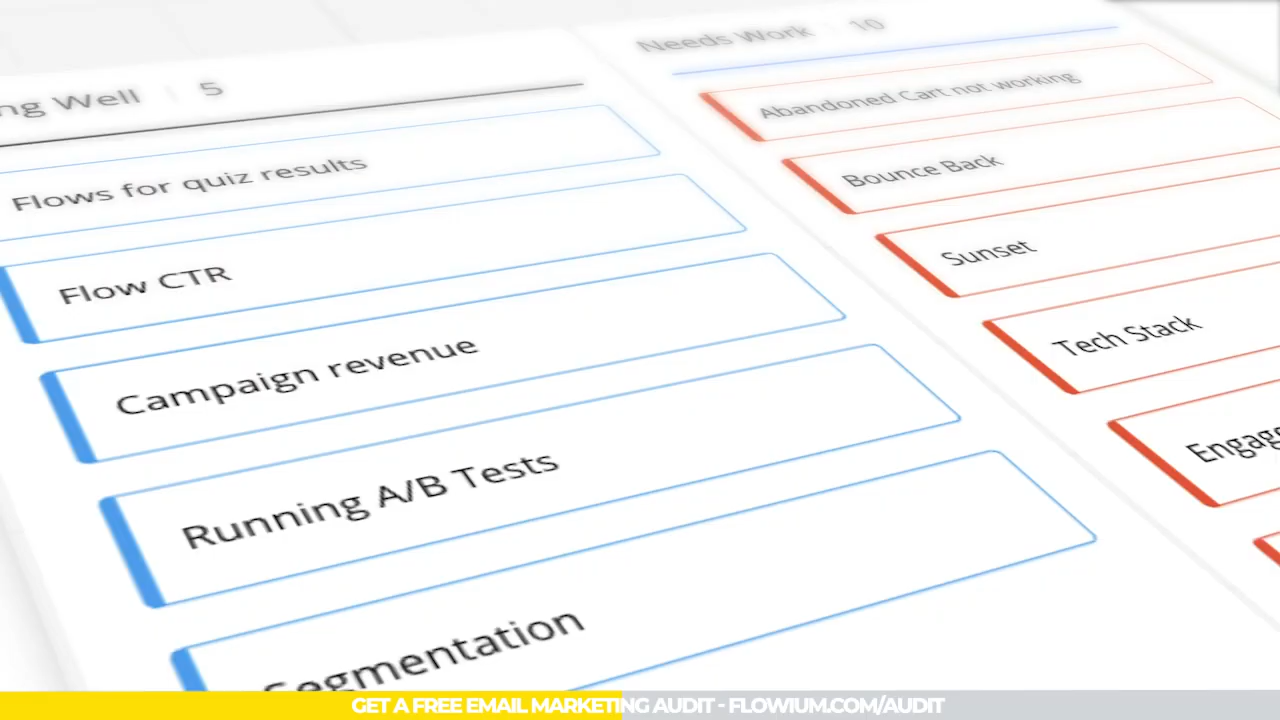 ng Well | 5
Flows for quiz results
Flow CTR
Campaign revenue
Running A/B Tests
Segmentation
Needs Work | 10
Abandoned Cart not working
Bounce Back
Sunset
Tech Stack
Engage
GET A FREE EMAIL MARKETING AUDIT - FLOWIUM.COM/AUDIT